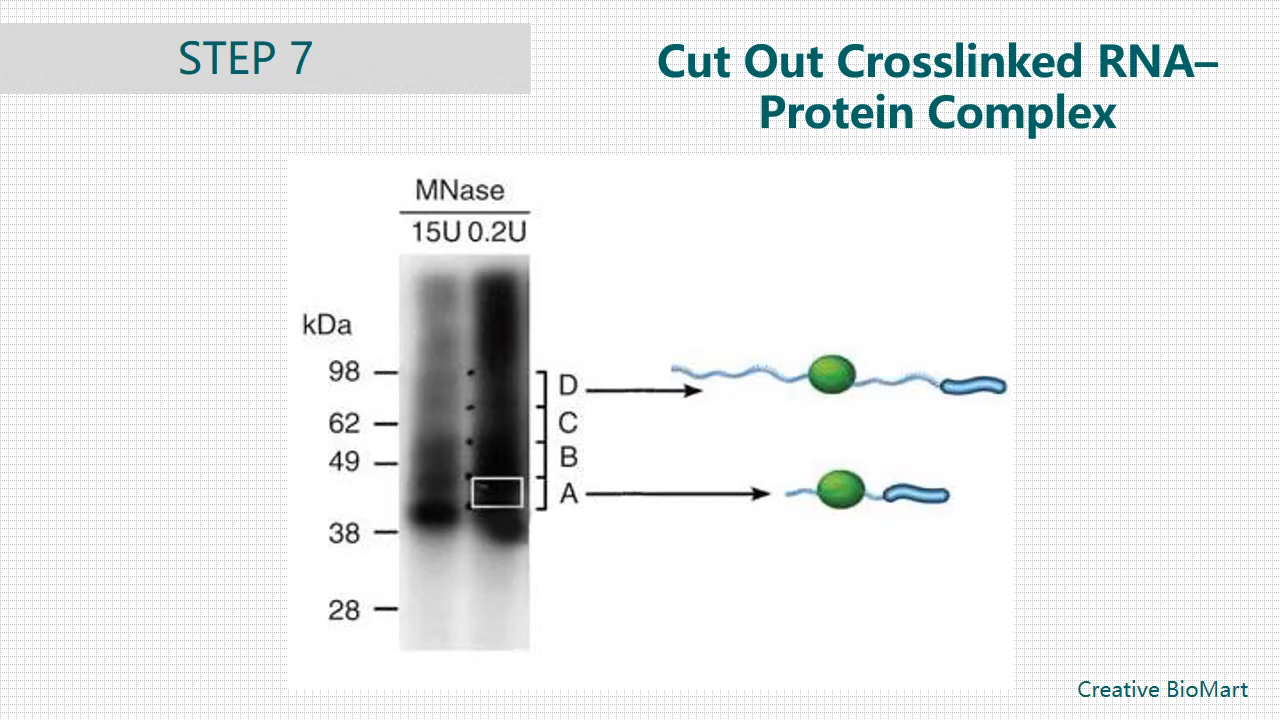 STEP 7
Cut Out Crosslinked RNA–
Protein Complex
MNase
15U 0.2U
kDa
98
62
49
38
28
D
C
B
A
Creative BioMart